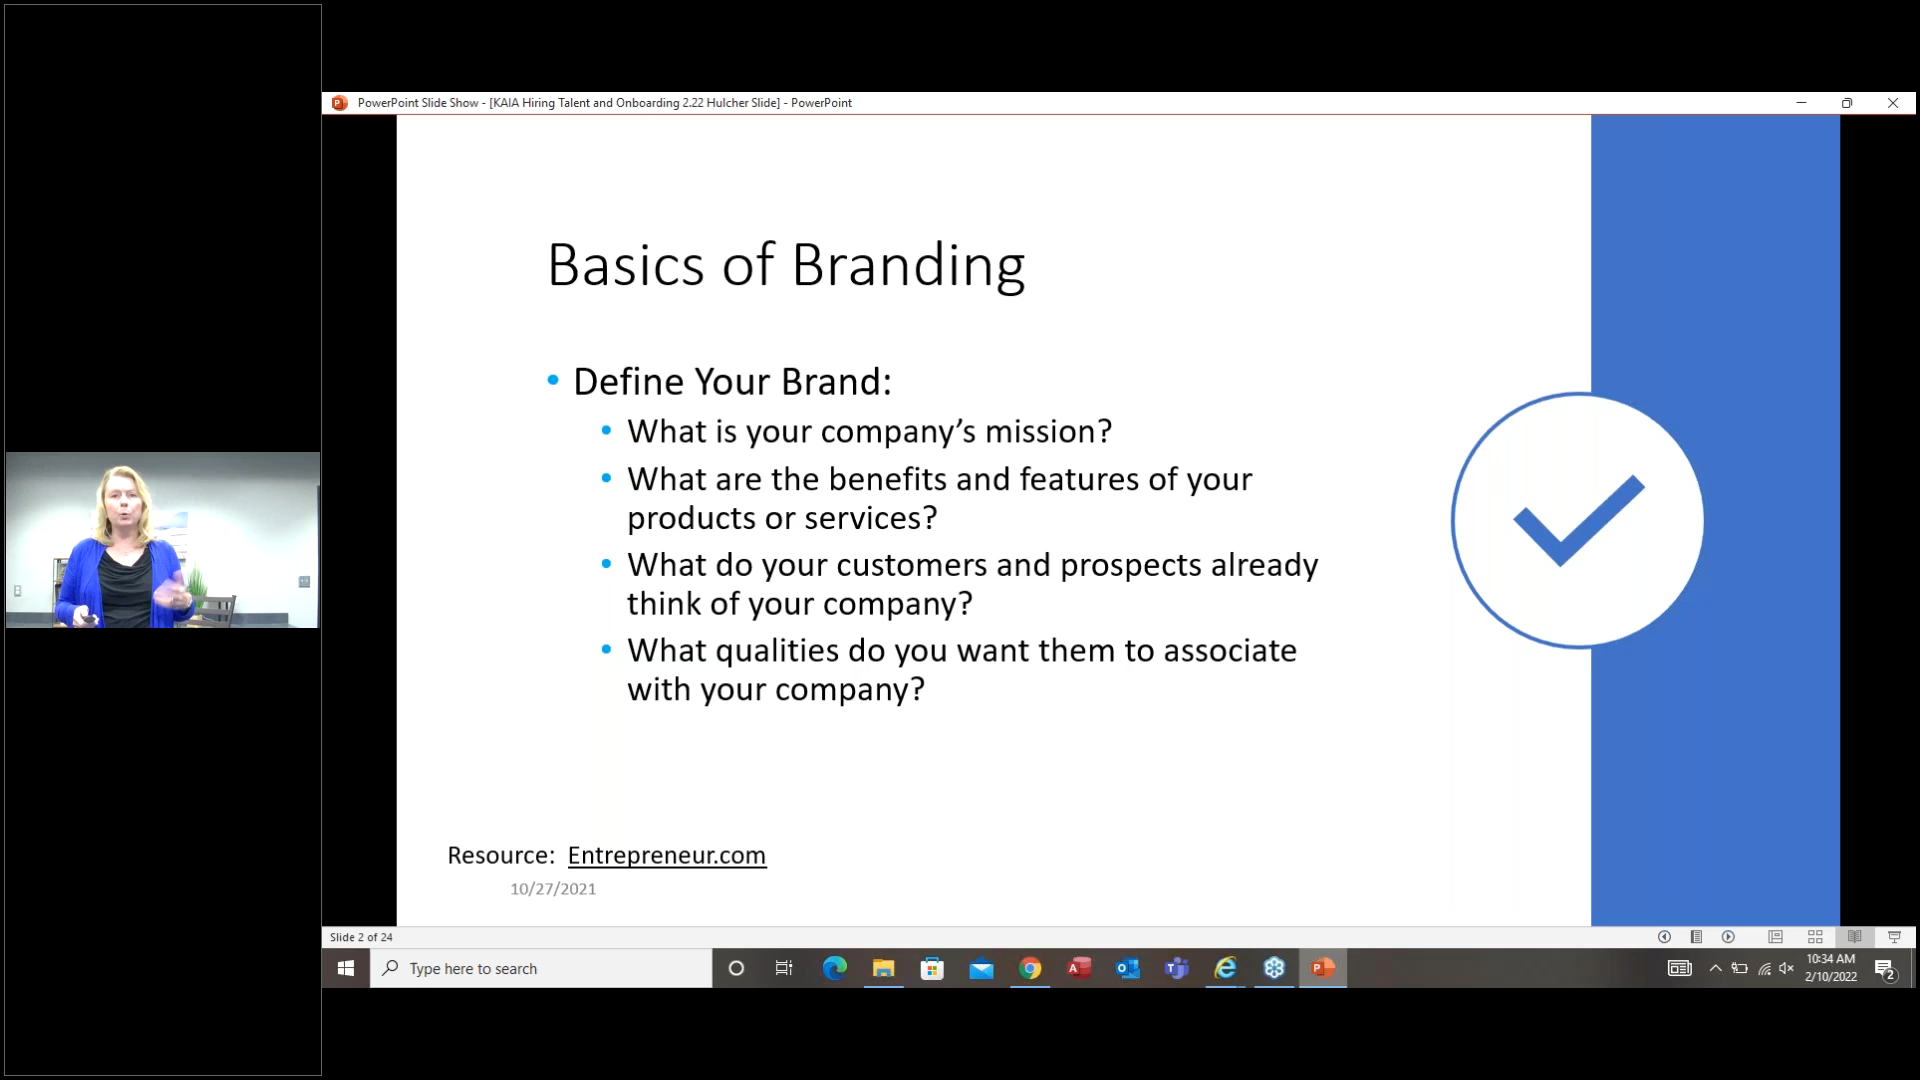 PowerPoint Slide Show - [KAIA Hiring Talent and Onboarding 2.22 Hulcher Slide] - PowerPoint
Basics of Branding
• Define Your Brand:
• What is your company’s mission?
• What are the benefits and features of your
products or services?
• What do your customers and prospects already
think of your company?
• What qualities do you want them to associate
with your company?
Resource: Entrepreneur.com
10/27/2021
Slide 2 of 24
Type here to search
10:34 AM
2/10/2022
2